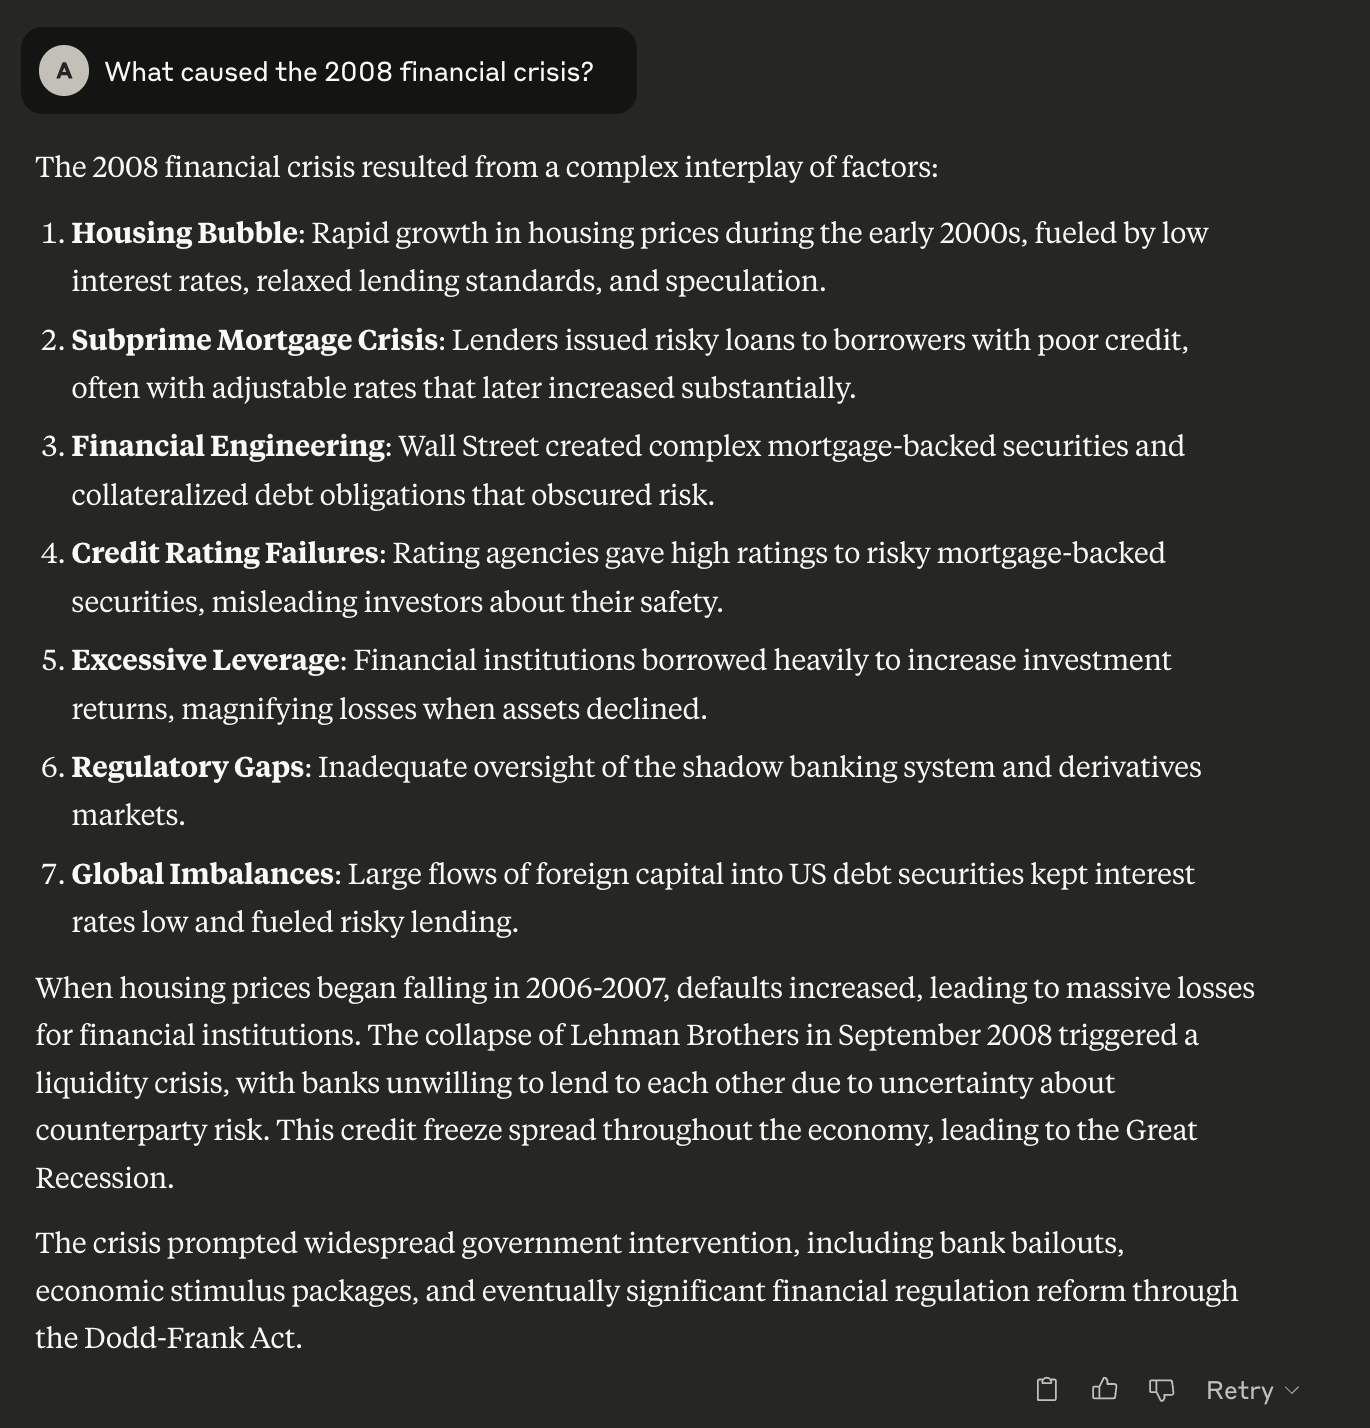 A What caused the 2008 financial crisis?
The 2008 financial crisis resulted from a complex interplay of factors:
1. Housing Bubble: Rapid growth in housing prices during the early 2000s, fueled by low
interest rates, relaxed lending standards, and speculation.
2. Subprime Mortgage Crisis: Lenders issued risky loans to borrowers with poor credit,
often with adjustable rates that later increased substantially.
3. Financial Engineering: Wall Street created complex mortgage-backed securities and
collateralized debt obligations that obscured risk.
4. Credit Rating Failures: Rating agencies gave high ratings to risky mortgage-backed
securities, misleading investors about their safety.
5. Excessive Leverage: Financial institutions borrowed heavily to increase investment
returns, magnifying losses when assets declined.
6. Regulatory Gaps: Inadequate oversight of the shadow banking system and derivatives
markets.
7. Global Imbalances: Large flows of foreign capital into US debt securities kept interest
rates low and fueled risky lending.
When housing prices began falling in 2006-2007, defaults increased, leading to massive losses
for financial institutions. The collapse of Lehman Brothers in September 2008 triggered a
liquidity crisis, with banks unwilling to lend to each other due to uncertainty about
counterparty risk. This credit freeze spread throughout the economy, leading to the Great
Recession.
The crisis prompted widespread government intervention, including bank bailouts,
economic stimulus packages, and eventually significant financial regulation reform through
the Dodd-Frank Act.
Retry